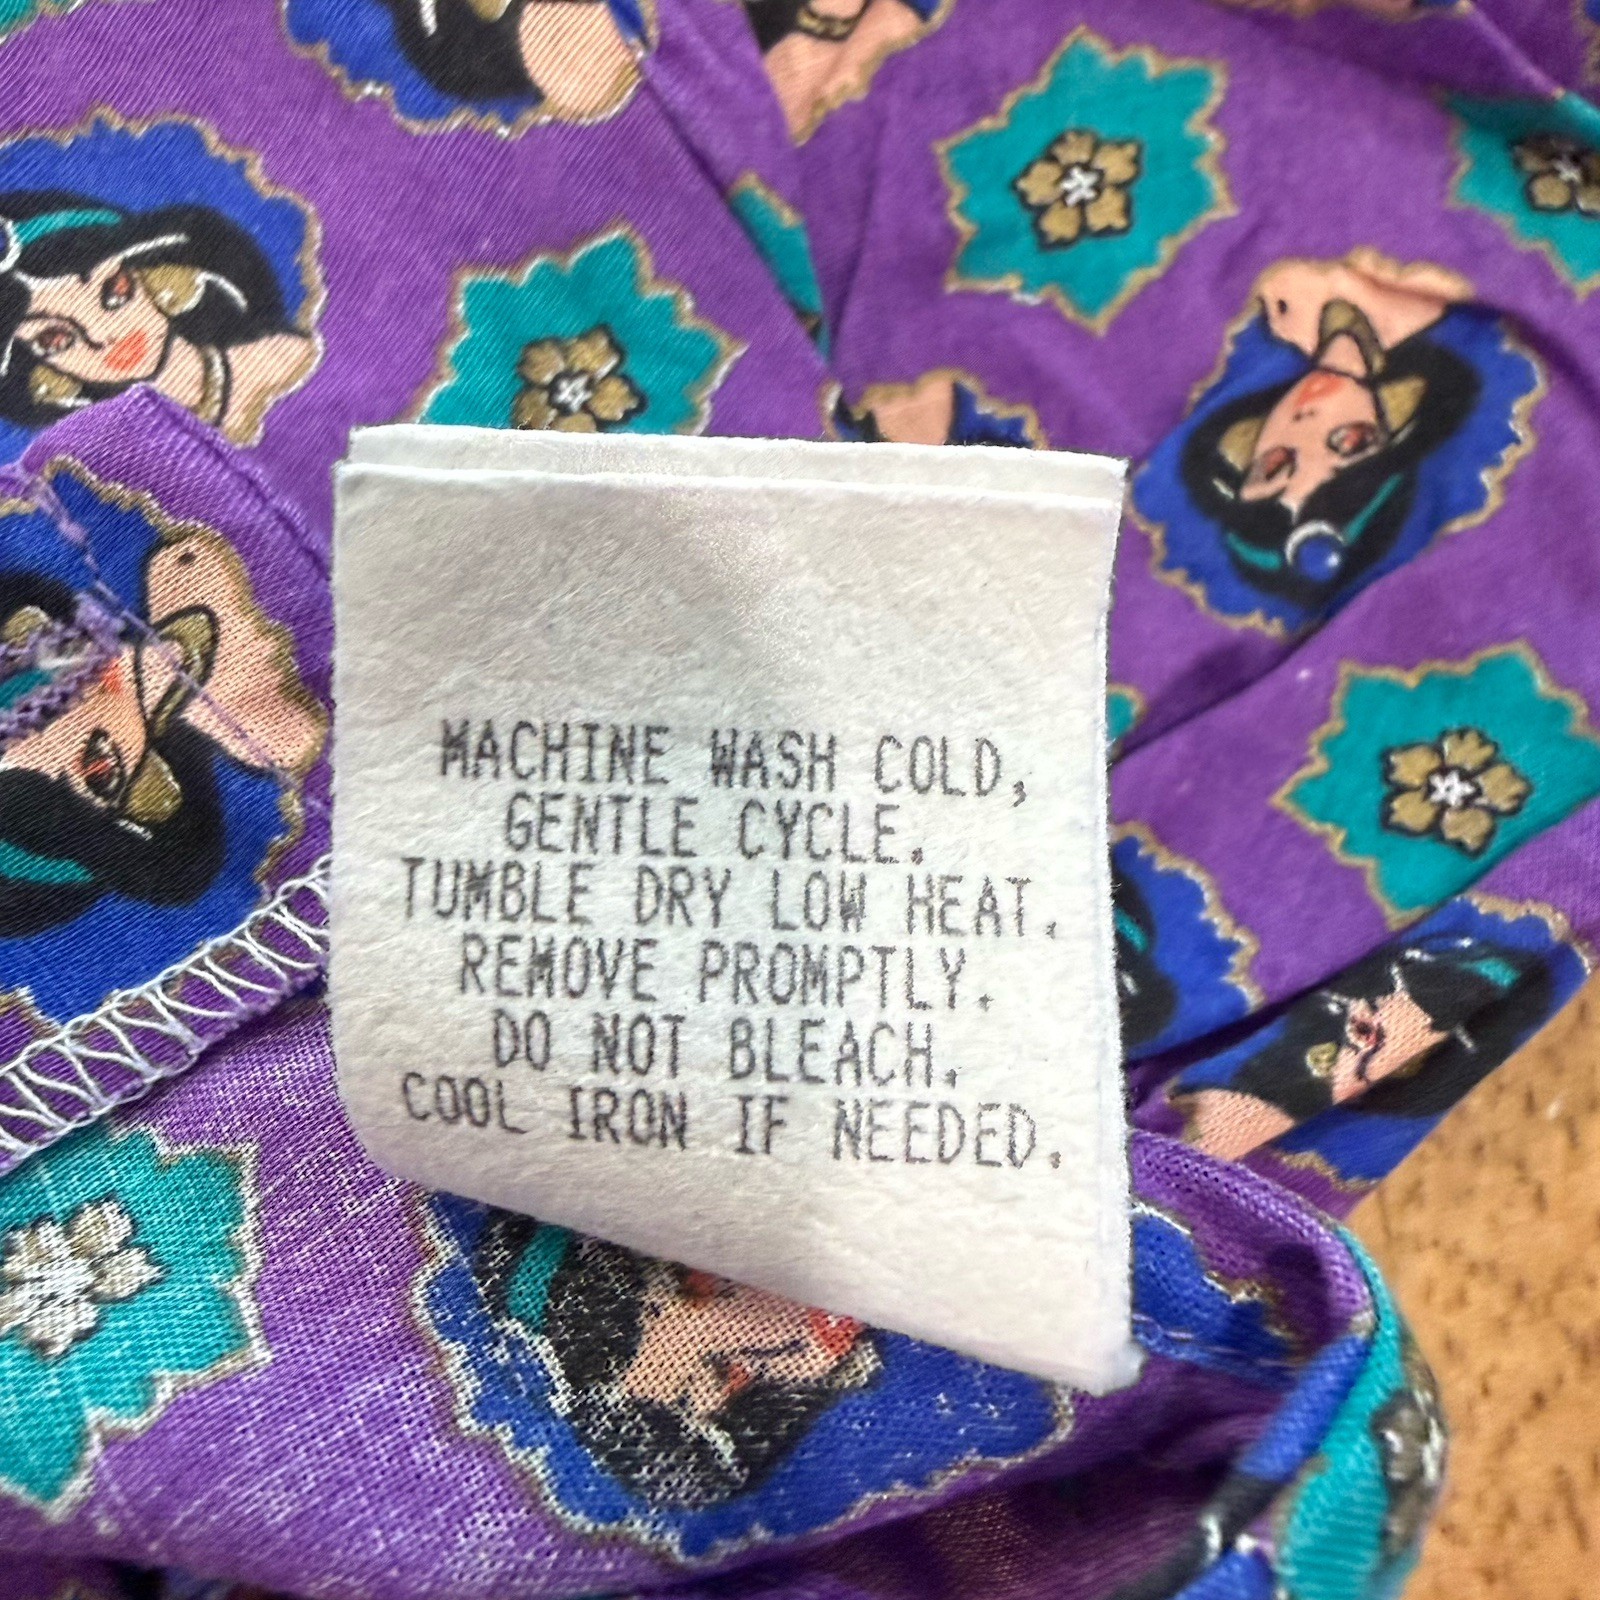 MACHINE WASH COLD,
GENTLE CYCLE.
TUMBLE DRY LOW HEAT.
REMOVE PROMPTLY.
DO NOT BLEACH.
COOL IRON IF NEEDED.